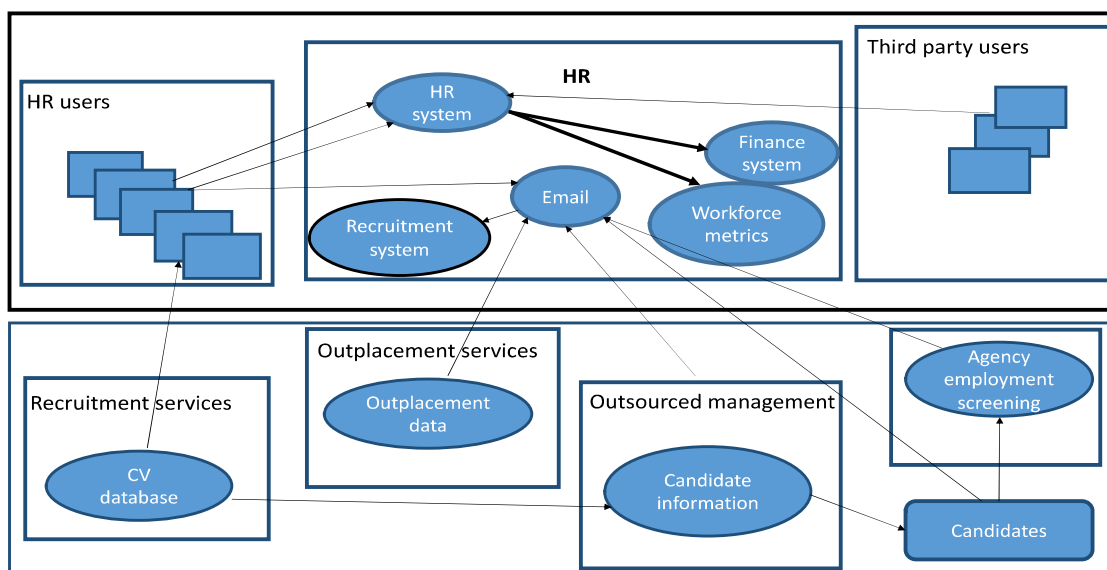 HR users
HR
HR
system
Third party users
Finance
system
Email
Workforce
metrics
Recruitment
system
Recruitment services
CV
database
Outplacement services
Outplacement
data
Outsourced management
Candidate
information
Agency
employment
screening
Candidates